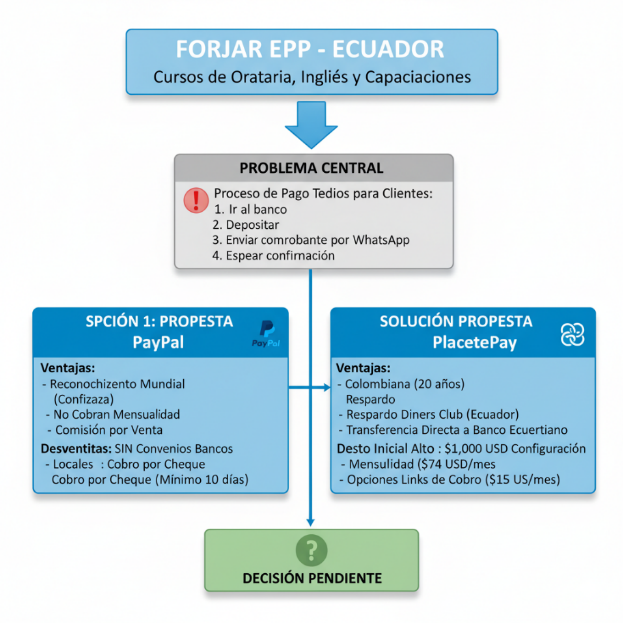 FORJAR EPP - ECUADOR
Cursos de Orataria, Ingliés y Capaciaciones
PROBLEMA CENTRAL
Proceso de Pago Tedios para Clientes:
1. Ir al banco
2. Depositar
3. Enviar comprobante por WhatsApp
4. Espear confirmación
SPCIÓN 1: PROPESTA
PayPal
PayPal
Ventajas:
- Reconochizento Mundial
(Confizaza)
- No Cobran Mensualidad
- Comisión por Venta
Desventitas: SIN Convenios Bancos
- Locales : Cobro por Cheque
Cobro por Cheque (Mínimo 10 días)
SOLUCIÓN PROPESTA
PlacetePay
Ventajas:
- Colombiana (20 años)
Respardo
- Respardo Diners Club (Ecuador)
- Transferencia Directa a Banco Ecuertiano
Desto Inicial Alto : $1,000 USD Configuración
- Mensulidad ($74 USD/mes
- Opciones Links de Cobro ($15 US/mes)
?
DECISIÓN PENDIENTE